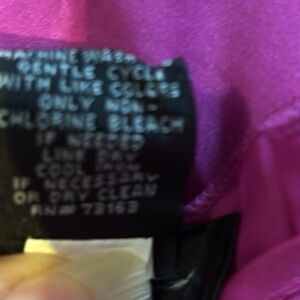 MACHINE WASH
GENTLE CYCLE
WITH LIKE COLORS
ONLY NON-
CHLORINE BLEACH
IF NEEDED
LINE DRY
COOL IRON
IF NECESSARY
OR DRY CLEAN
RN# 73163